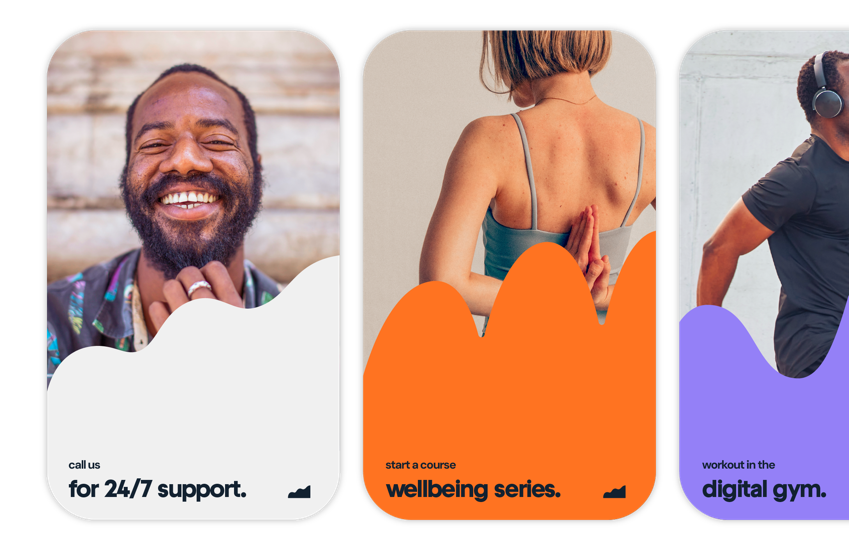 call us
for 24/7 support.
start a course
wellbeing series.
workout in the
digital gym.